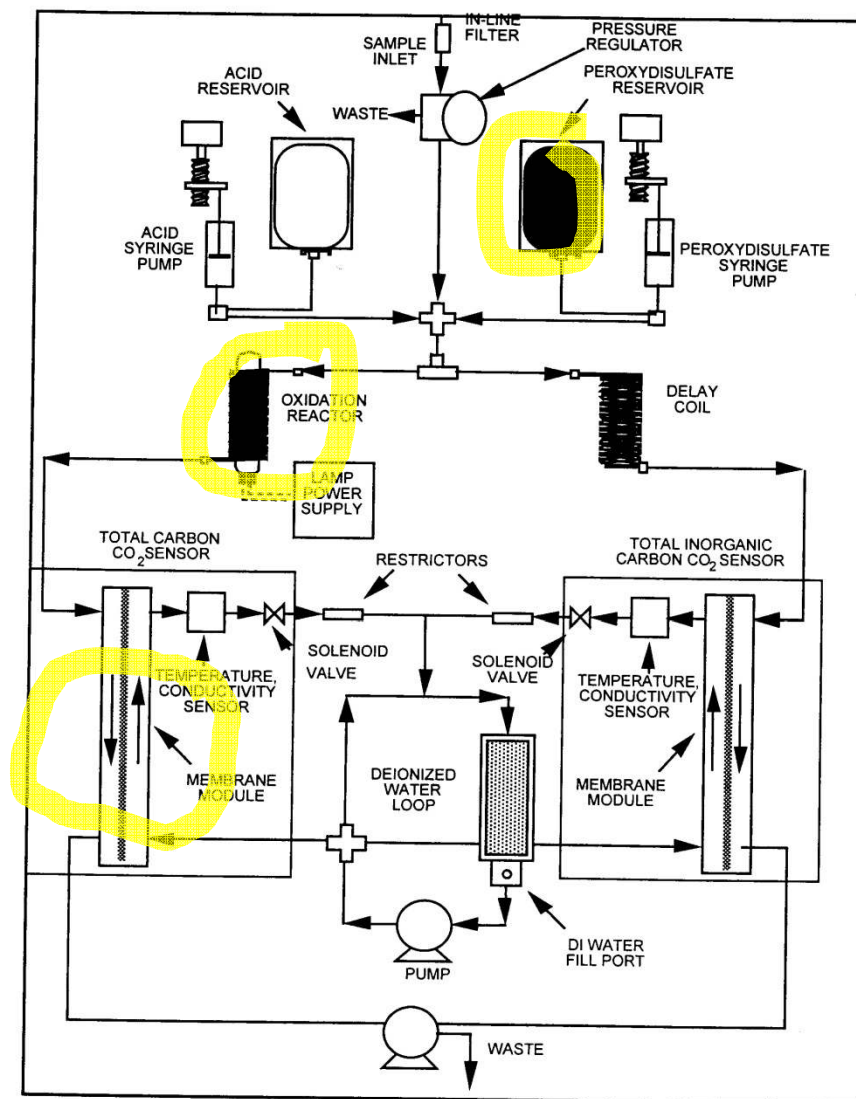 IN-LINE
FILTER
SAMPLE
INLET
PRESSURE
REGULATOR
ACID
RESERVOIR
WASTE
PEROXYDISULFATE
RESERVOIR
ACID
SYRINGE
PUMP
PEROXYDISULFATE
SYRINGE
PUMP
OXIDATION
REACTOR
DELAY
COIL
LAMP
POWER
SUPPLY
TOTAL CARBON
CO2 SENSOR
RESTRICTORS
TOTAL INORGANIC
CARBON CO2 SENSOR
SOLENOID
VALVE
SOLENOID
VALVE
TEMPERATURE,
CONDUCTIVITY
SENSOR
TEMPERATURE,
CONDUCTIVITY
SENSOR
MEMBRANE
MODULE
DEIONIZED
WATER
LOOP
MEMBRANE
MODULE
PUMP
DI WATER
FILL PORT
WASTE